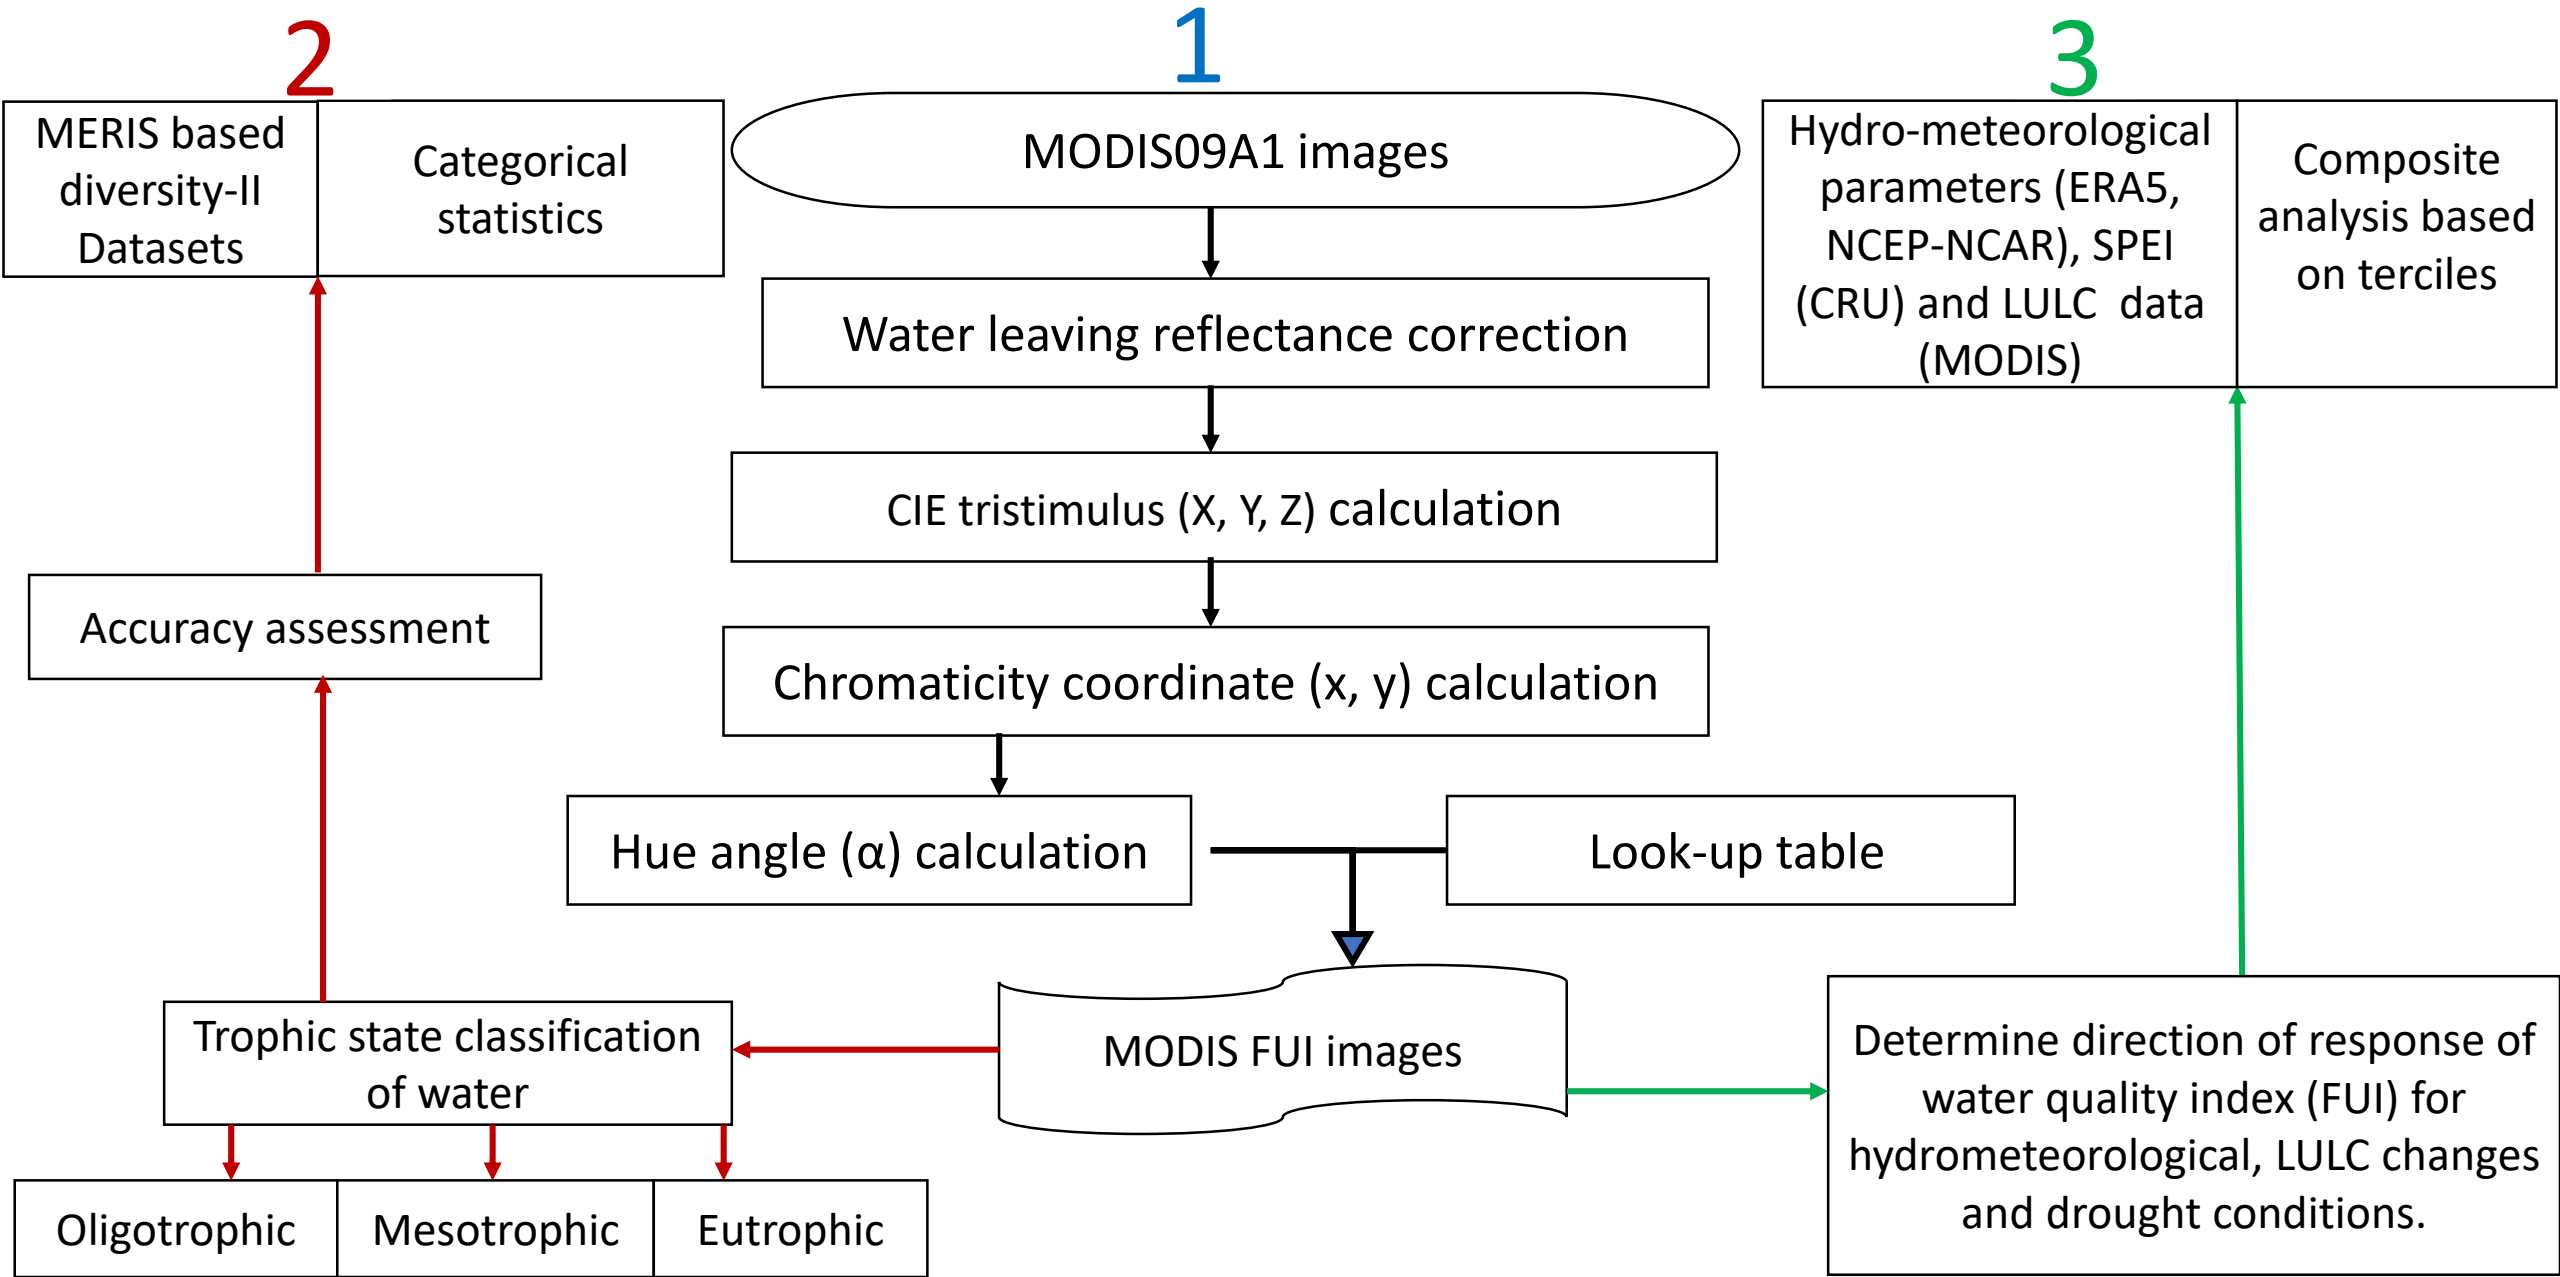 2
1
3
MERIS based
diversity-II
Datasets
Categorical
statistics
MODIS09A1 images
Hydro-meteorological
parameters (ERA5,
NCEP-NCAR), SPEI
(CRU) and LULC data
(MODIS)
Composite
analysis based
on terciles
Water leaving reflectance correction
CIE tristimulus (X, Y, Z) calculation
Accuracy assessment
Chromaticity coordinate (x, y) calculation
Hue angle (α) calculation
Look-up table
Trophic state classification
of water
MODIS FUI images
Determine direction of response of
water quality index (FUI) for
hydrometeorological, LULC changes
and drought conditions.
Oligotrophic
Mesotrophic
Eutrophic